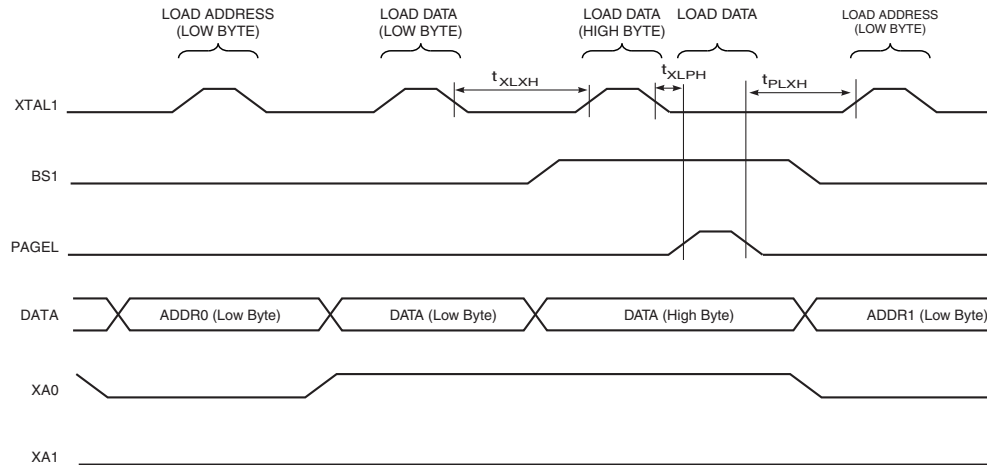 LOAD ADDRESS
(LOW BYTE)
LOAD DATA
(LOW BYTE)
LOAD DATA
(HIGH BYTE)
LOAD DATA
LOAD ADDRESS
(LOW BYTE)
XTAL1
tXLXH
tXLPH
tPLXH
BS1
PAGEL
DATA
ADDR0 (Low Byte)
DATA (Low Byte)
DATA (High Byte)
ADDR1 (Low Byte)
XA0
XA1